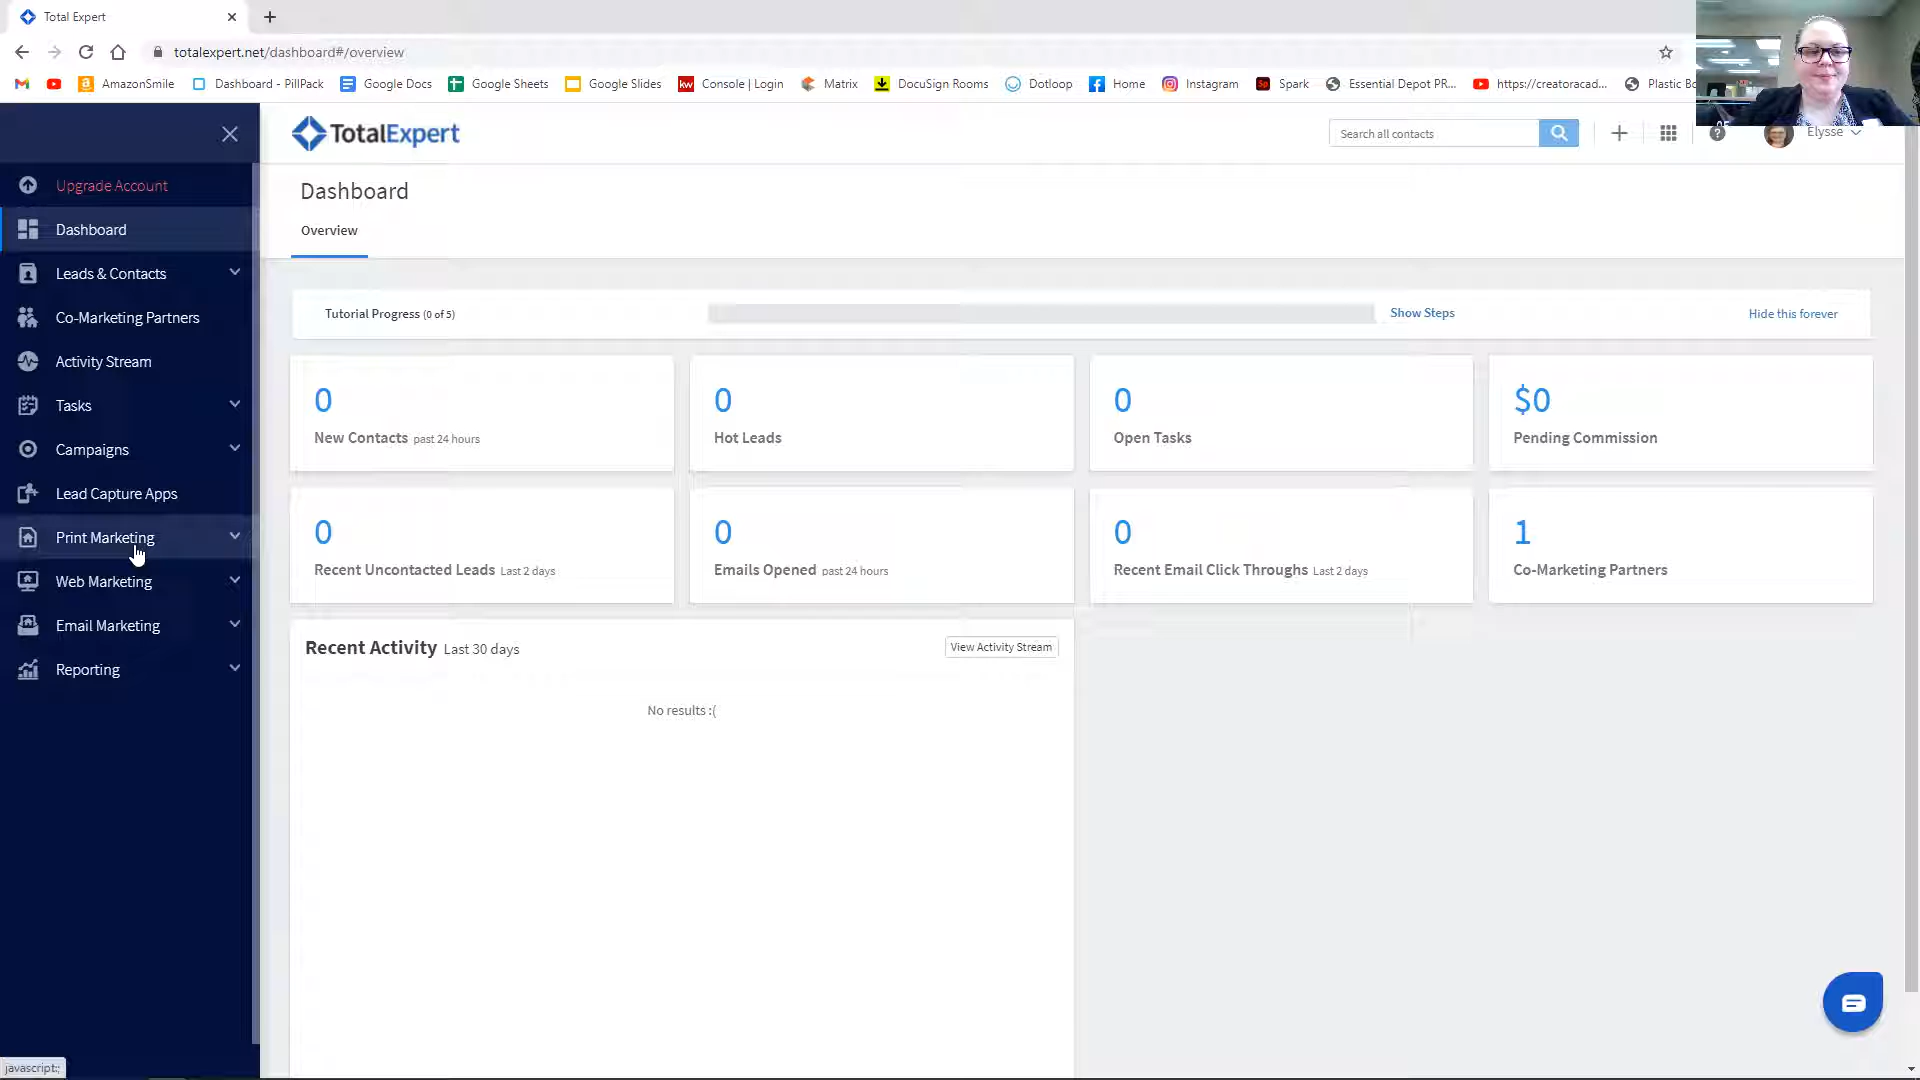 Total Expert
totalexpert.net/dashboard#/overview
AmazonSmile
Dashboard - PillPack
Google Docs
Google Sheets
Google Slides
kw
Console | Login
Matrix
DocuSign Rooms
Dotloop
Home
Instagram
Sp
Spark
Essential Depot PR...
https://creatoracad...
Plastic Bo
TotalExpert
Search all contacts
?
Elysse
Upgrade Account
Dashboard
Leads & Contacts
Co-Marketing Partners
Activity Stream
Tasks
Campaigns
Lead Capture Apps
Print Marketing
Web Marketing
Email Marketing
Reporting
Dashboard
Overview
Tutorial Progress (0 of 5)
Show Steps
Hide this forever
0
New Contacts past 24 hours
0
Hot Leads
0
Open Tasks
$0
Pending Commission
0
Recent Uncontacted Leads Last 2 days
0
Emails Opened past 24 hours
0
Recent Email Click Throughs Last 2 days
1
Co-Marketing Partners
Recent Activity Last 30 days
View Activity Stream
No results :(
javascript:;